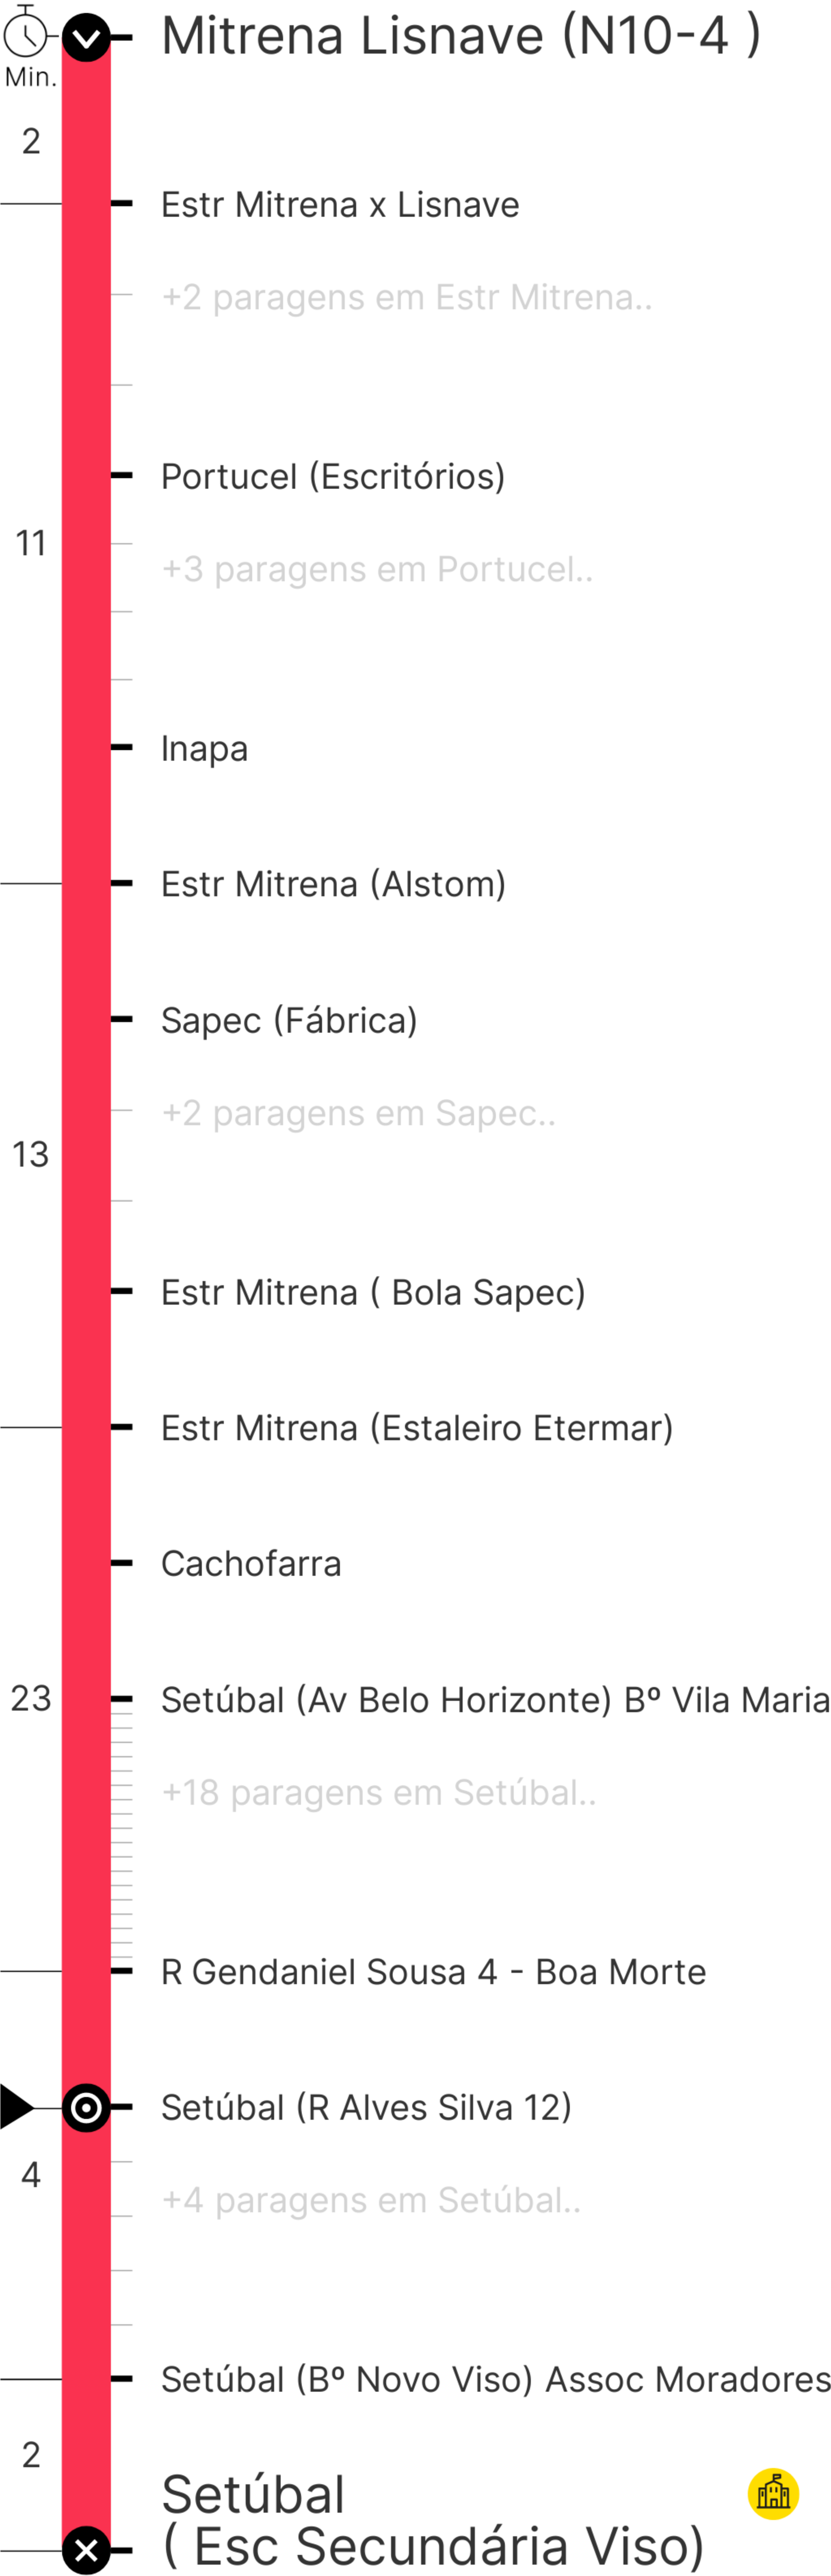 Mitrena Lisnave (N10-4 )
Min.
2
Estr Mitrena x Lisnave
+2 paragens em Estr Mitrena..
Portucel (Escritórios)
11
+3 paragens em Portucel..
Inapa
Estr Mitrena (Alstom)
Sapec (Fábrica)
+2 paragens em Sapec..
13
Estr Mitrena ( Bola Sapec)
Estr Mitrena (Estaleiro Etermar)
Cachofarra
23
Setúbal (Av Belo Horizonte) Bº Vila Maria
+18 paragens em Setúbal..
R Gendaniel Sousa 4 - Boa Morte
Setúbal (R Alves Silva 12)
4
+4 paragens em Setúbal..
Setúbal (Bº Novo Viso) Assoc Moradores
2
Setúbal
( Esc Secundária Viso)